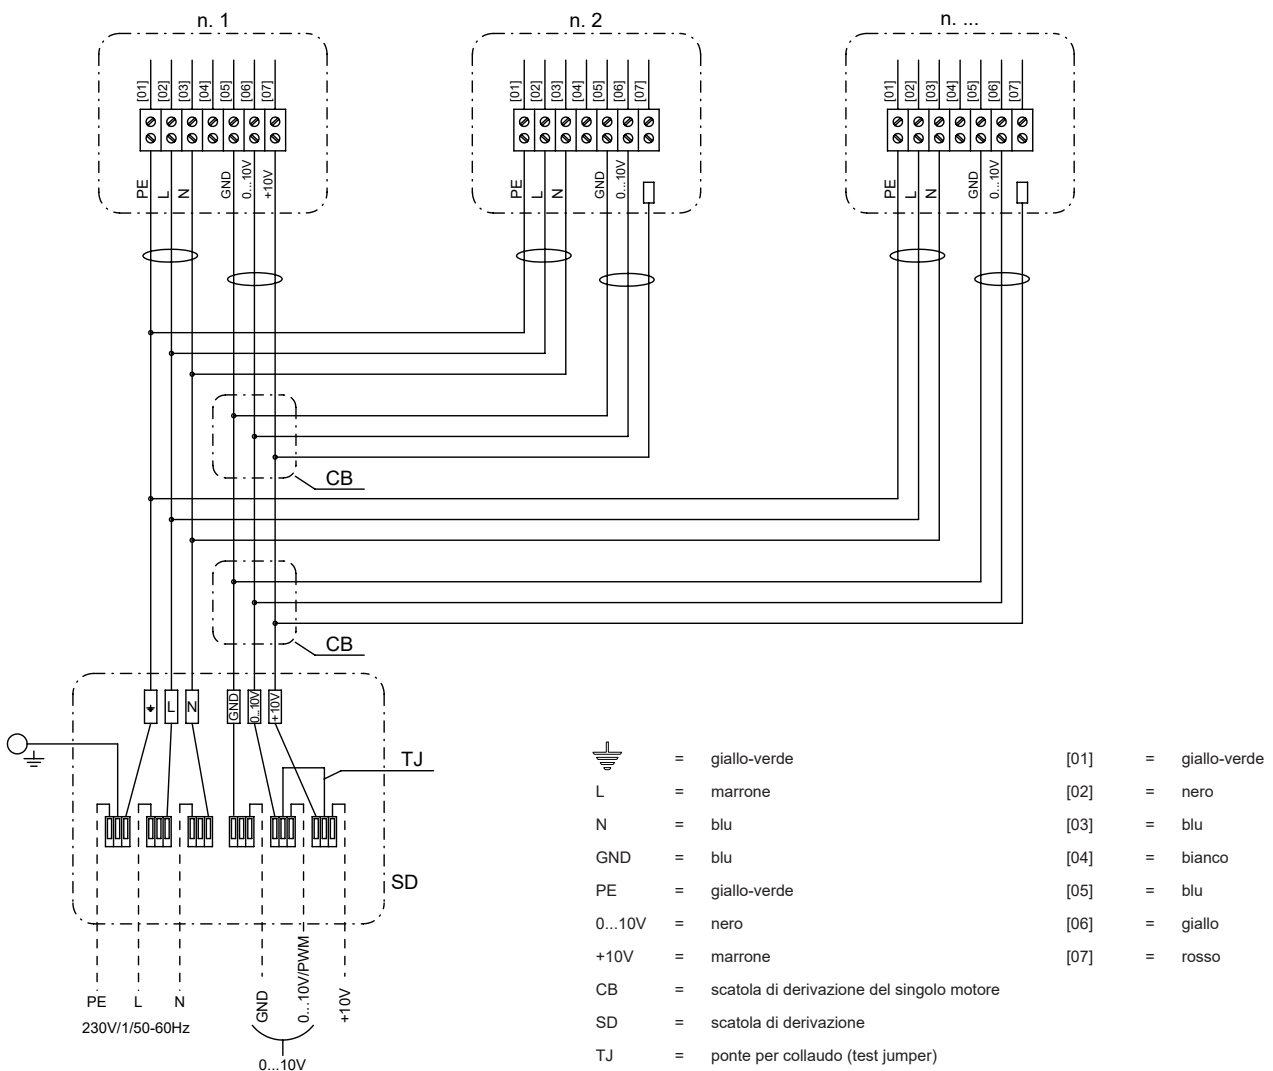 n. 1 n. 2 n. ...
[01] [02] [03] [04] [05] [06] [07] [01] [02] [03] [04] [05] [06] [07] [01] [02] [03] [04] [05] [06] [07]
PE L N GND 0...10V +10V PE L N GND 0...10V PE L N GND 0...10V
CB
CB
L N GND 0...10V +10V
TJ
SD
PE L N GND 0...10V/PWM +10V
230V/1/50-60Hz
0...10V
= giallo-verde
L = marrone
N = blu
GND = blu
PE = giallo-verde
0...10V = nero
+10V = marrone
CB = scatola di derivazione del singolo motore
SD = scatola di derivazione
TJ = ponte per collaudo (test jumper)
[01] = giallo-verde
[02] = nero
[03] = blu
[04] = bianco
[05] = blu
[06] = giallo
[07] = rosso